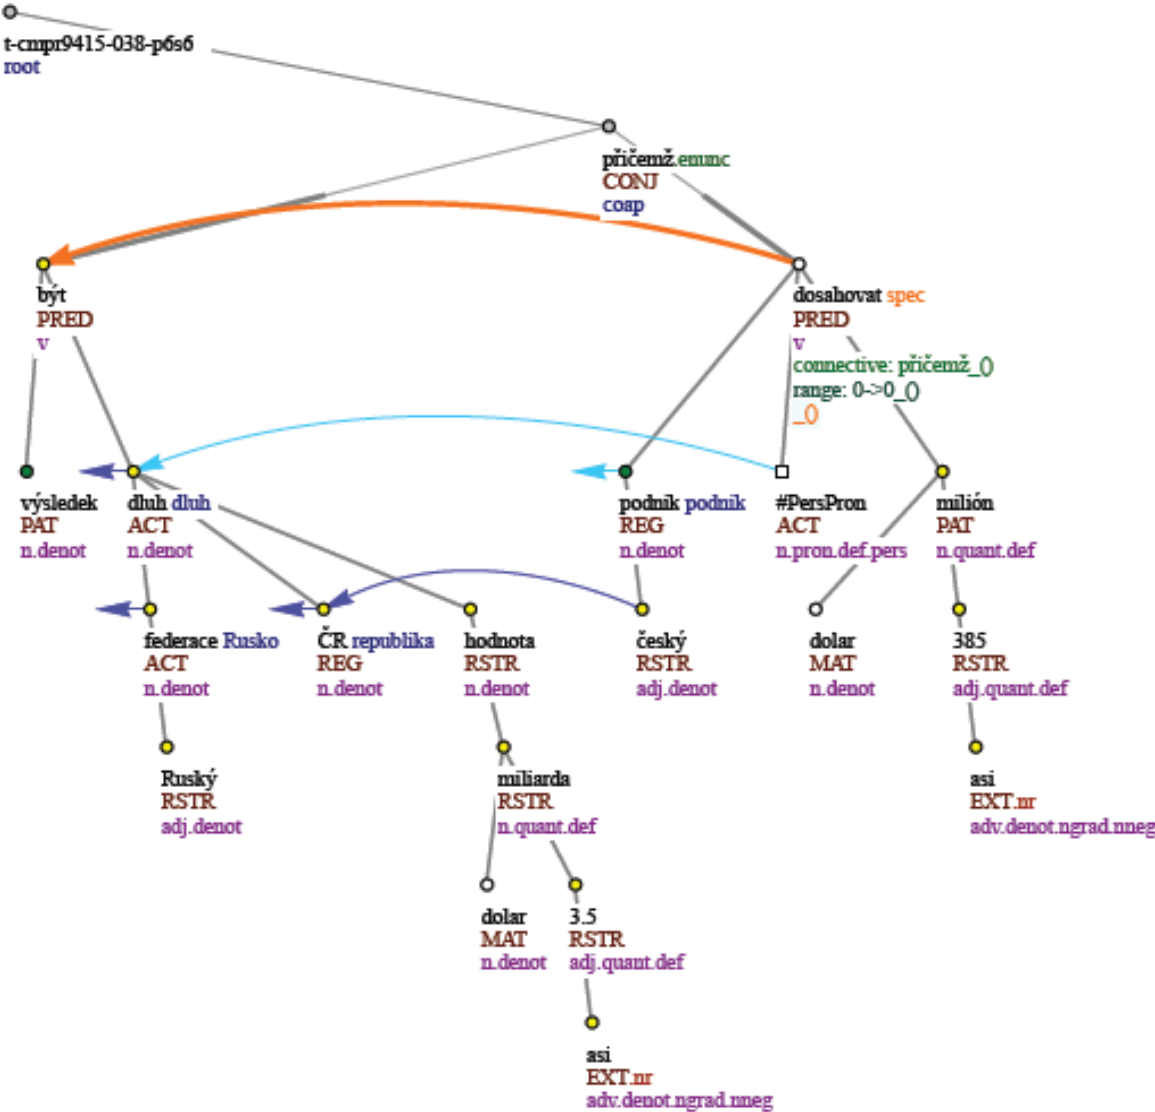 t-cmpr9415-038-p6s6
root
přičemž.enunc
CONJ
coap
být
PRED
v
dosahovat spec
PRED
v
connective: přičemž_()
range: 0->0_()
_()
výsledek
PAT
n.denot
dluh dluh
ACT
n.denot
podnik podnik
REG
n.denot
#PersPron
ACT
n.pron.def.pers
milión
PAT
n.quant.def
federace Rusko
ACT
n.denot
ČR republika
REG
n.denot
hodnota
RSTR
n.denot
český
RSTR
adj.denot
dolar
MAT
n.denot
385
RSTR
adj.quant.def
Ruský
RSTR
adj.denot
miliarda
RSTR
n.quant.def
asi
EXT.nr
adv.denot.ngrad.nneg
dolar
MAT
n.denot
3.5
RSTR
adj.quant.def
asi
EXT.nr
adv.denot.ngrad.nneg